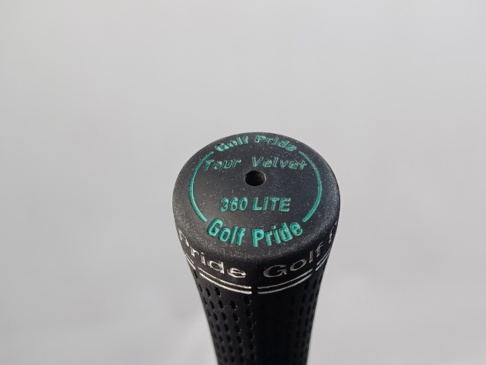 Golf Pride
Tour Velvet
360 LITE
Golf Pride
Pride Golf